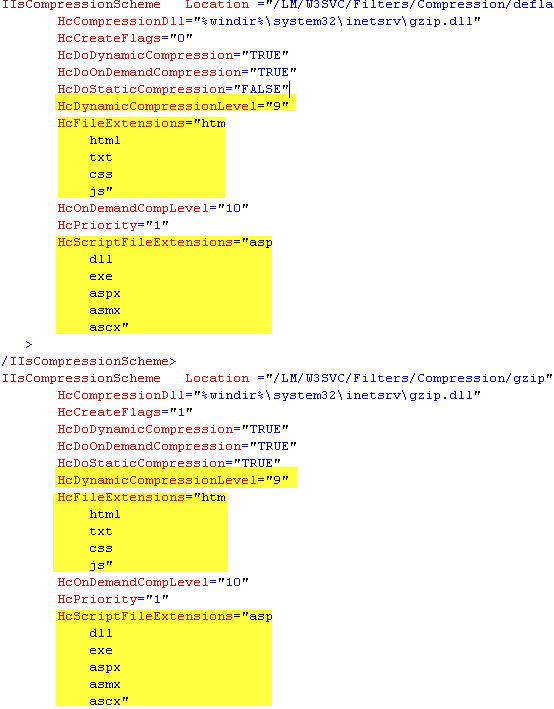 IIsCompressionScheme Location ="/LM/W3SVC/Filters/Compression/defla
HcCompressionDll="%windir%\system32\inetsrv\gzip.dll"
HcCreateFlags="0"
HcDoDynamicCompression="TRUE"
HcDoOnDemandCompression="TRUE"
HcDoStaticCompression="FALSE"
HcDynamicCompressionLevel="9"
HcFileExtensions="htm
html
txt
css
js"
HcOnDemandCompLevel="10"
HcPriority="1"
HcScriptFileExtensions="asp
dll
exe
aspx
asmx
ascx"
>
/IIsCompressionScheme>
IIsCompressionScheme Location ="/LM/W3SVC/Filters/Compression/gzip"
HcCompressionDll="%windir%\system32\inetsrv\gzip.dll"
HcCreateFlags="1"
HcDoDynamicCompression="TRUE"
HcDoOnDemandCompression="TRUE"
HcDoStaticCompression="TRUE"
HcDynamicCompressionLevel="9"
HcFileExtensions="htm
html
txt
css
js"
HcOnDemandCompLevel="10"
HcPriority="1"
HcScriptFileExtensions="asp
dll
exe
aspx
asmx
ascx"